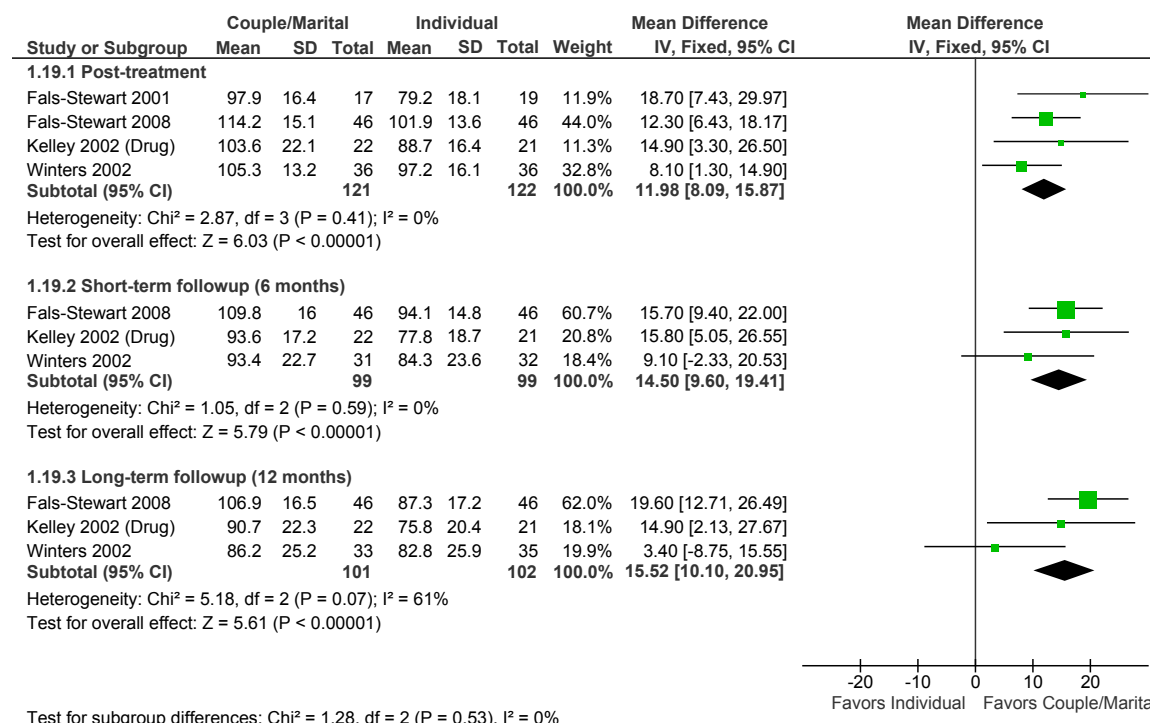 Couple/Marital Individual Mean Difference Mean Difference
Study or Subgroup Mean SD Total Mean SD Total Weight IV, Fixed, 95% CI IV, Fixed, 95% CI
1.19.1 Post-treatment
Fals-Stewart 2001 97.9 16.4 17 79.2 18.1 19 11.9% 18.70 [7.43, 29.97]
Fals-Stewart 2008 114.2 15.1 46 101.9 13.6 46 44.0% 12.30 [6.43, 18.17]
Kelley 2002 (Drug) 103.6 22.1 22 88.7 16.4 21 11.3% 14.90 [3.30, 26.50]
Winters 2002 105.3 13.2 36 97.2 16.1 36 32.8% 8.10 [1.30, 14.90]
Subtotal (95% CI) 121 122 100.0% 11.98 [8.09, 15.87]
Heterogeneity: Chi² = 2.87, df = 3 (P = 0.41); I² = 0%
Test for overall effect: Z = 6.03 (P < 0.00001)
1.19.2 Short-term followup (6 months)
Fals-Stewart 2008 109.8 16 46 94.1 14.8 46 60.7% 15.70 [9.40, 22.00]
Kelley 2002 (Drug) 93.6 17.2 22 77.8 18.7 21 20.8% 15.80 [5.05, 26.55]
Winters 2002 93.4 22.7 31 84.3 23.6 32 18.4% 9.10 [-2.33, 20.53]
Subtotal (95% CI) 99 99 100.0% 14.50 [9.60, 19.41]
Heterogeneity: Chi² = 1.05, df = 2 (P = 0.59); I² = 0%
Test for overall effect: Z = 5.79 (P < 0.00001)
1.19.3 Long-term followup (12 months)
Fals-Stewart 2008 106.9 16.5 46 87.3 17.2 46 62.0% 19.60 [12.71, 26.49]
Kelley 2002 (Drug) 90.7 22.3 22 75.8 20.4 21 18.1% 14.90 [2.13, 27.67]
Winters 2002 86.2 25.2 33 82.8 25.9 35 19.9% 3.40 [-8.75, 15.55]
Subtotal (95% CI) 101 102 100.0% 15.52 [10.10, 20.95]
Heterogeneity: Chi² = 5.18, df = 2 (P = 0.07); I² = 61%
Test for overall effect: Z = 5.61 (P < 0.00001)
-20 -10 0 10 20
Favors Individual Favors Couple/Marita
Test for subgroup differences: Chi² = 1.28, df = 2 (P = 0.53), I² = 0%